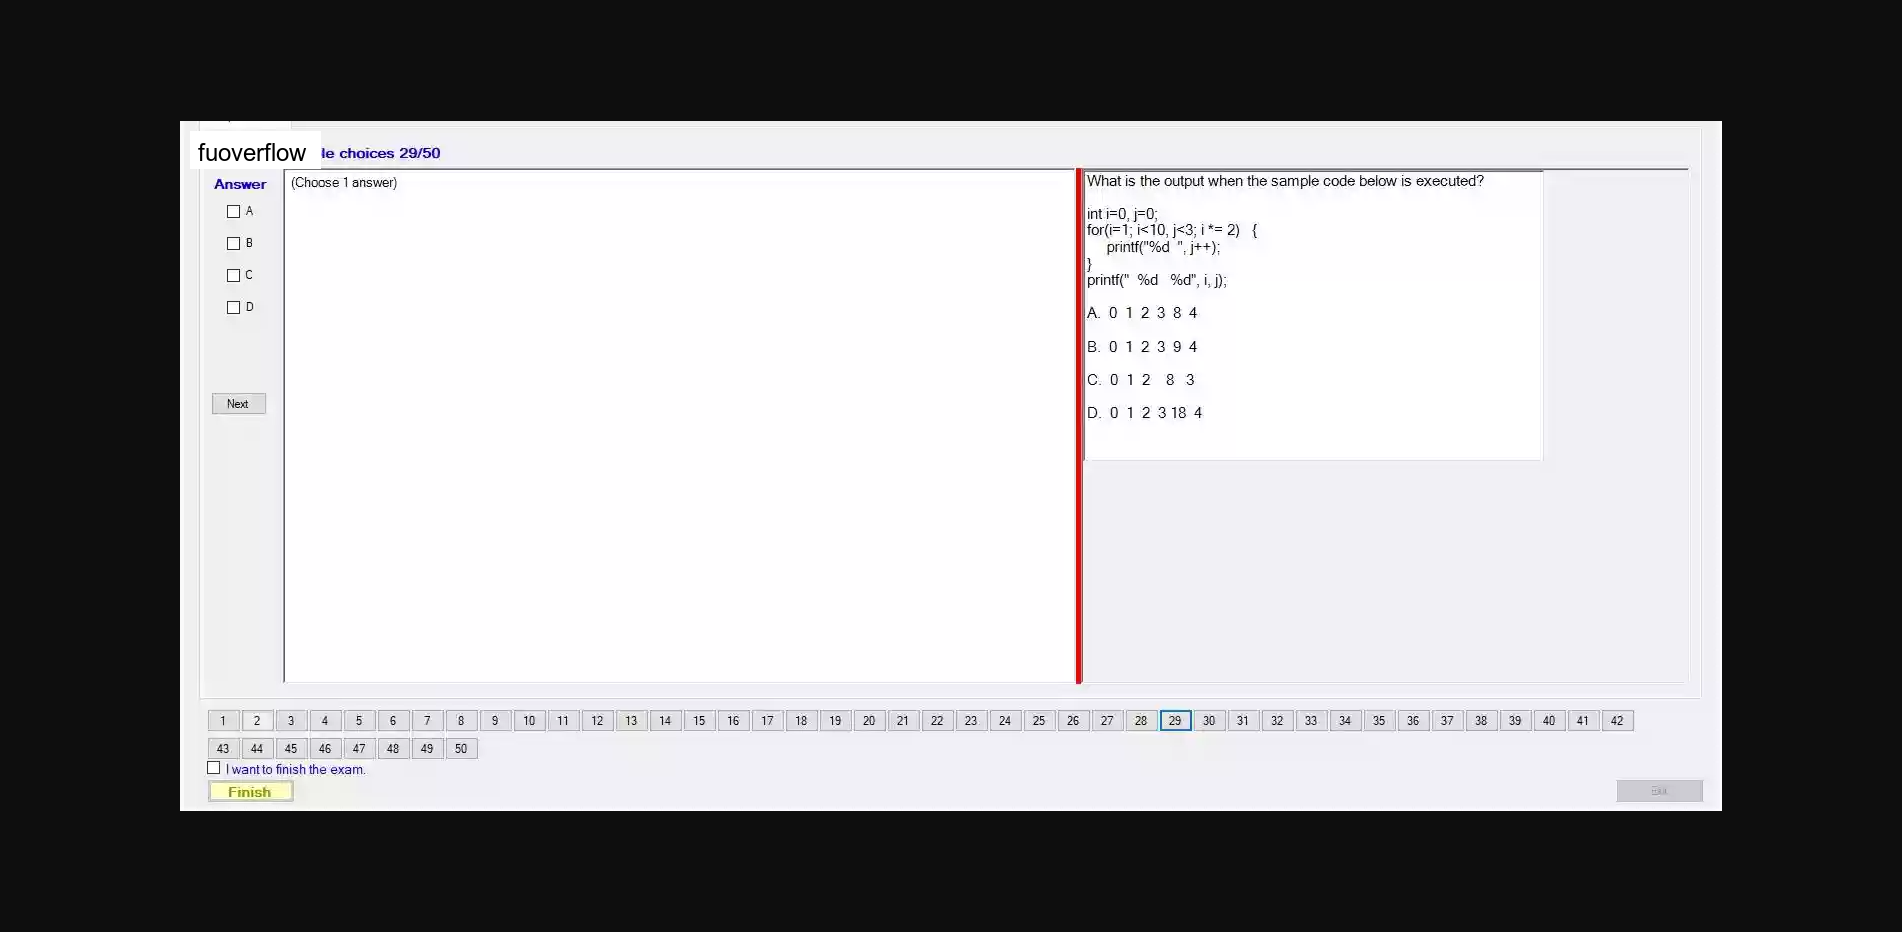 fuoverflow
le choices 29/50
Answer
(Choose 1 answer)
A
B
C
D
Next
What is the output when the sample code below is executed?
int i=0, j=0;
for(i=1; i<10, j<3; i *= 2) {
printf("%d ", j++);
}
printf(" %d %d", i, j);
A. 0 1 2 3 8 4
B. 0 1 2 3 9 4
C. 0 1 2 8 3
D. 0 1 2 3 18 4
1 2 3 4 5 6 7 8 9 10 11 12 13 14 15 16 17 18 19 20 21 22 23 24 25 26 27 28 29 30 31 32 33 34 35 36 37 38 39 40 41 42
43 44 45 46 47 48 49 50
I want to finish the exam.
Finish
Exit